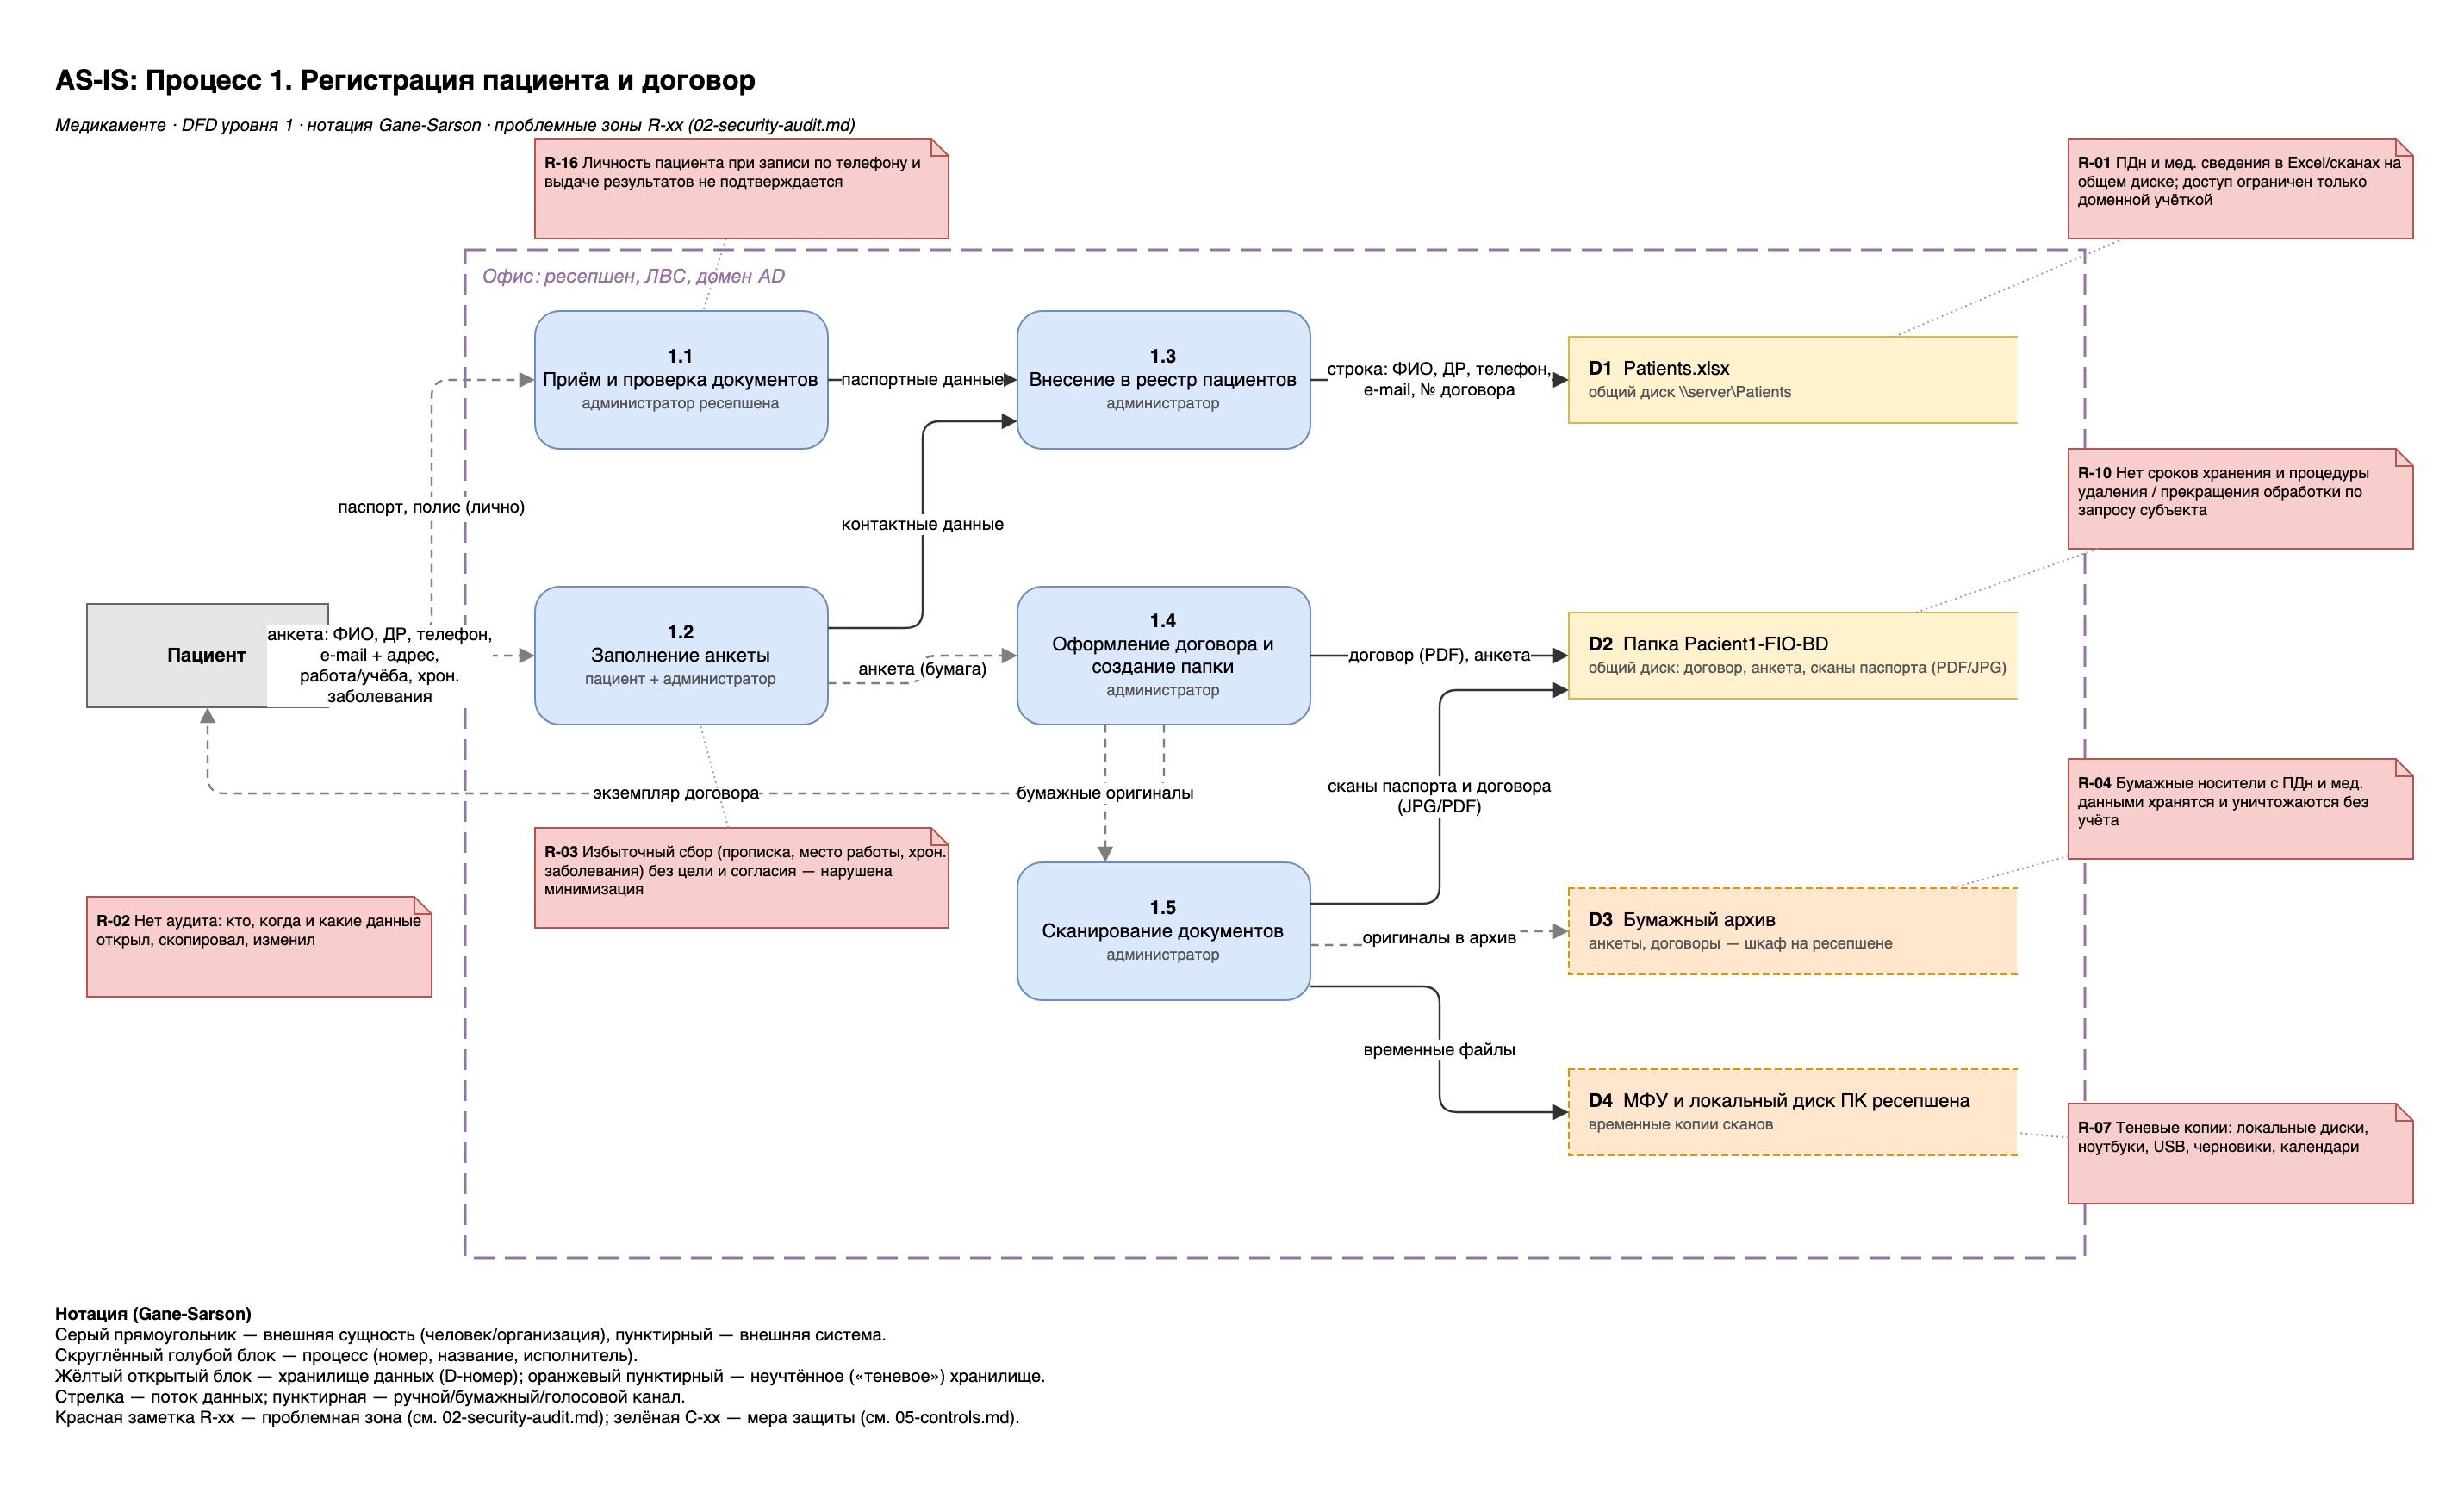 AS-IS: Процесс 1. Регистрация пациента и договор
Медикаменте · DFD уровня 1 · нотация Gane-Sarson · проблемные зоны R-xx (02-security-audit.md)
R-16 Личность пациента при записи по телефону и
выдаче результатов не подтверждается
R-01 ПДн и мед. сведения в Excel/сканах на
общем диске; доступ ограничен только
доменной учёткой
Офис: ресепшен, ЛВС, домен AD
1.1
Приём и проверка документов
администратор ресепшена
паспортные данные
1.3
Внесение в реестр пациентов
администратор
строка: ФИО, ДР, телефон,
e-mail, № договора
D1 Patients.xlsx
общий диск \\server\Patients
паспорт, полис (лично)
контактные данные
R-10 Нет сроков хранения и процедуры
удаления / прекращения обработки по
запросу субъекта
Пациент
анкета: ФИО, ДР, телефон,
e-mail + адрес,
работа/учёба, хрон.
заболевания
1.2
Заполнение анкеты
пациент + администратор
анкета (бумага)
1.4
Оформление договора и
создание папки
администратор
договор (PDF), анкета
D2 Папка Pacient1-FIO-BD
общий диск: договор, анкета, сканы паспорта (PDF/JPG)
экземпляр договора
бумажные оригиналы
сканы паспорта и договора
(JPG/PDF)
R-04 Бумажные носители с ПДн и мед.
данными хранятся и уничтожаются без
учёта
R-03 Избыточный сбор (прописка, место работы, хрон.
заболевания) без цели и согласия — нарушена
минимизация
R-02 Нет аудита: кто, когда и какие данные
открыл, скопировал, изменил
1.5
Сканирование документов
администратор
оригиналы в архив
D3 Бумажный архив
анкеты, договоры — шкаф на ресепшене
временные файлы
D4 МФУ и локальный диск ПК ресепшена
временные копии сканов
R-07 Теневые копии: локальные диски,
ноутбуки, USB, черновики, календари
Нотация (Gane-Sarson)
Серый прямоугольник — внешняя сущность (человек/организация), пунктирный — внешняя система.
Скруглённый голубой блок — процесс (номер, название, исполнитель).
Жёлтый открытый блок — хранилище данных (D-номер); оранжевый пунктирный — неучтённое («теневое») хранилище.
Стрелка — поток данных; пунктирная — ручной/бумажный/голосовой канал.
Красная заметка R-xx — проблемная зона (см. 02-security-audit.md); зелёная C-xx — мера защиты (см. 05-controls.md).